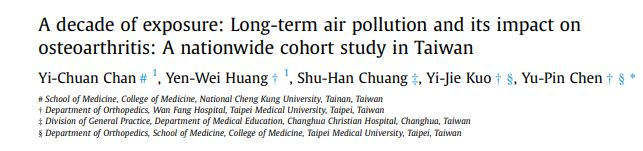 A decade of exposure: Long-term air pollution and its impact on
osteoarthritis: A nationwide cohort study in Taiwan
Yi-Chuan Chan # 1, Yen-Wei Huang † 1, Shu-Han Chuang ‡, Yi-Jie Kuo † §, Yu-Pin Chen † § *
# School of Medicine, College of Medicine, National Cheng Kung University, Tainan, Taiwan
† Department of Orthopedics, Wan Fang Hospital, Taipei Medical University, Taipei, Taiwan
‡ Division of General Practice, Department of Medical Education, Changhua Christian Hospital, Changhua, Taiwan
§ Department of Orthopedics, School of Medicine, College of Medicine, Taipei Medical University, Taipei, Taiwan